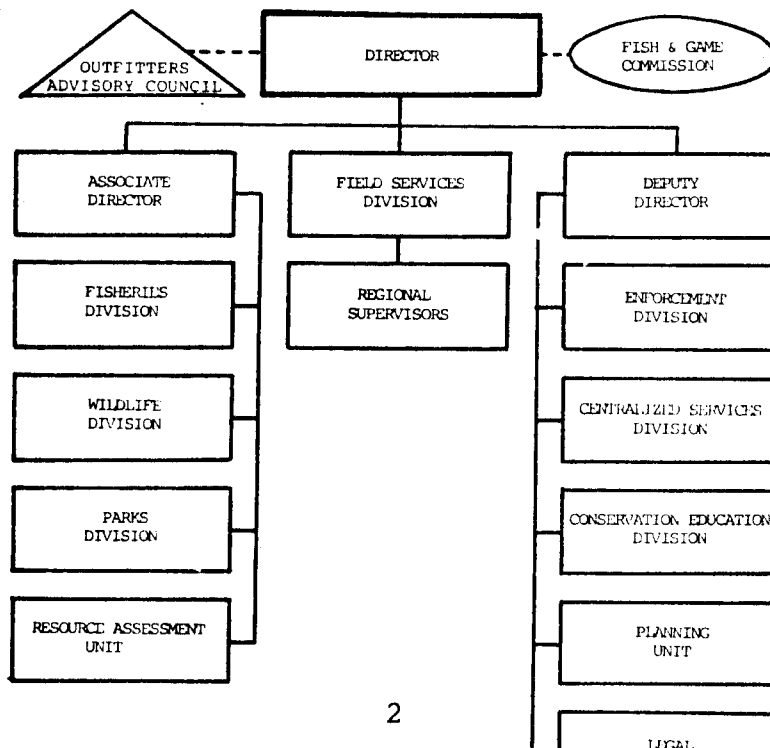 OUTFITTERS
ADVISORY COUNCIL
DIRECTOR
FISH & GAME
COMMISSION
ASSOCIATE
DIRECTOR
FIELD SERVICES
DIVISION
DEPUTY
DIRECTOR
FISHERIES
DIVISION
REGIONAL
SUPERVISORS
ENFORCEMENT
DIVISION
WILDLIFE
DIVISION
CENTRALIZED SERVICES
DIVISION
PARKS
DIVISION
CONSERVATION EDUCATION
DIVISION
RESOURCE ASSESSMENT
UNIT
PLANNING
UNIT
2
LEGAL